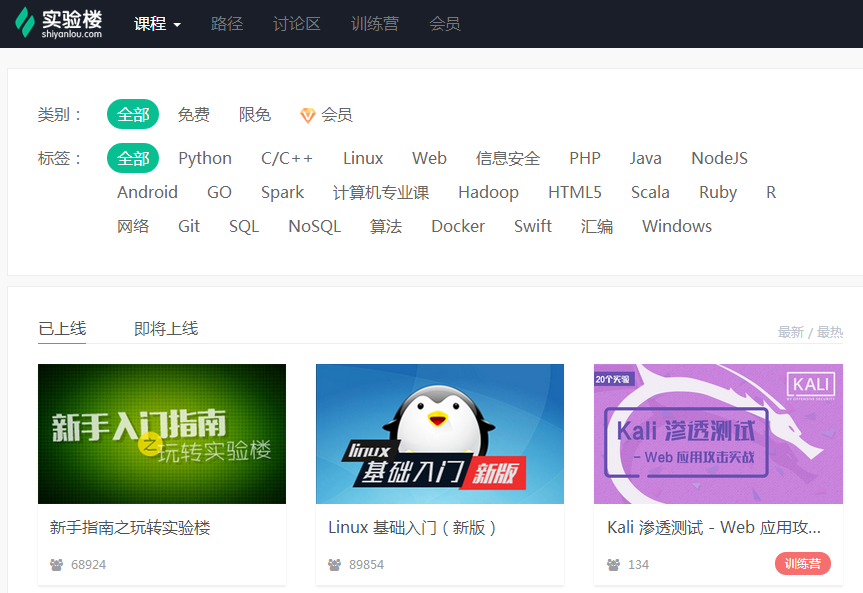 实验楼
shiyanlou.com
课程 路径 讨论区 训练营 会员
类别： 全部 免费 限免 会员
标签： 全部 Python C/C++ Linux Web 信息安全 PHP Java NodeJS
Android GO Spark 计算机专业课 Hadoop HTML5 Scala Ruby R
网络 Git SQL NoSQL 算法 Docker Swift 汇编 Windows
已上线 即将上线 最新 / 最热
新手入门指南
之玩转实验楼
linux
基础入门 新版
20个实验
KALI
Kali 渗透测试
- Web 应用攻击实战
新手指南之玩转实验楼 Linux 基础入门（新版） Kali 渗透测试 - Web 应用攻...
68924 89854 134 训练营